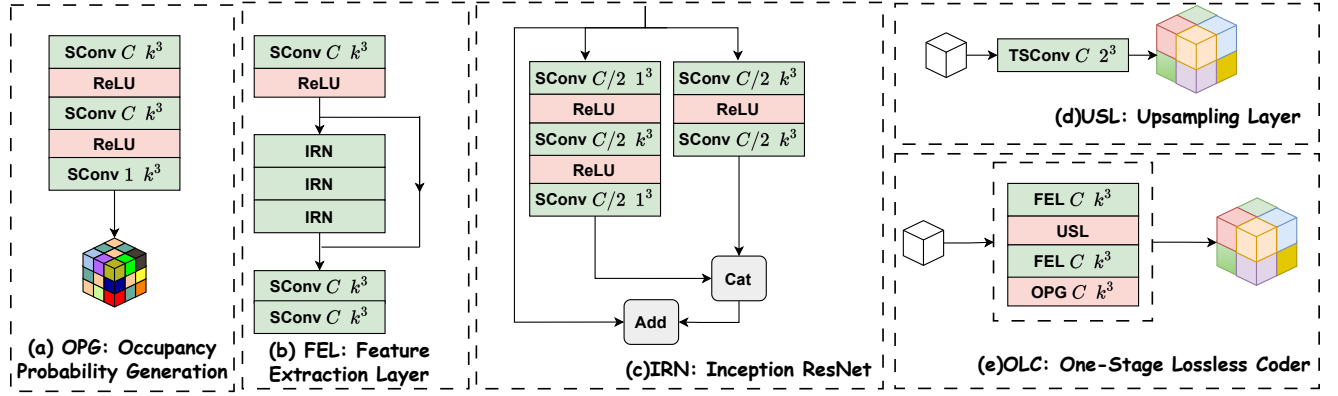 SConv C k³
ReLU
SConv C k³
ReLU
SConv 1 k³
(a) OPG: Occupancy
Probability Generation)
SConv C k³
ReLU
IRN
IRN
IRN
SConv C k³
SConv C k³
(b) FEL: Feature
Extraction Layer)
SConv C/2 1³
ReLU
SConv C/2 k³
ReLU
SConv C/2 1³
SConv C/2 k³
ReLU
SConv C/2 k³
Cat
Add
(c)IRN: Inception ResNet)
TSConv C 2³
(d)USL: Upsampling Layer)
FEL C k³
USL
FEL C k³
OPG C k³
(e)OLC: One-Stage Lossless Coder)